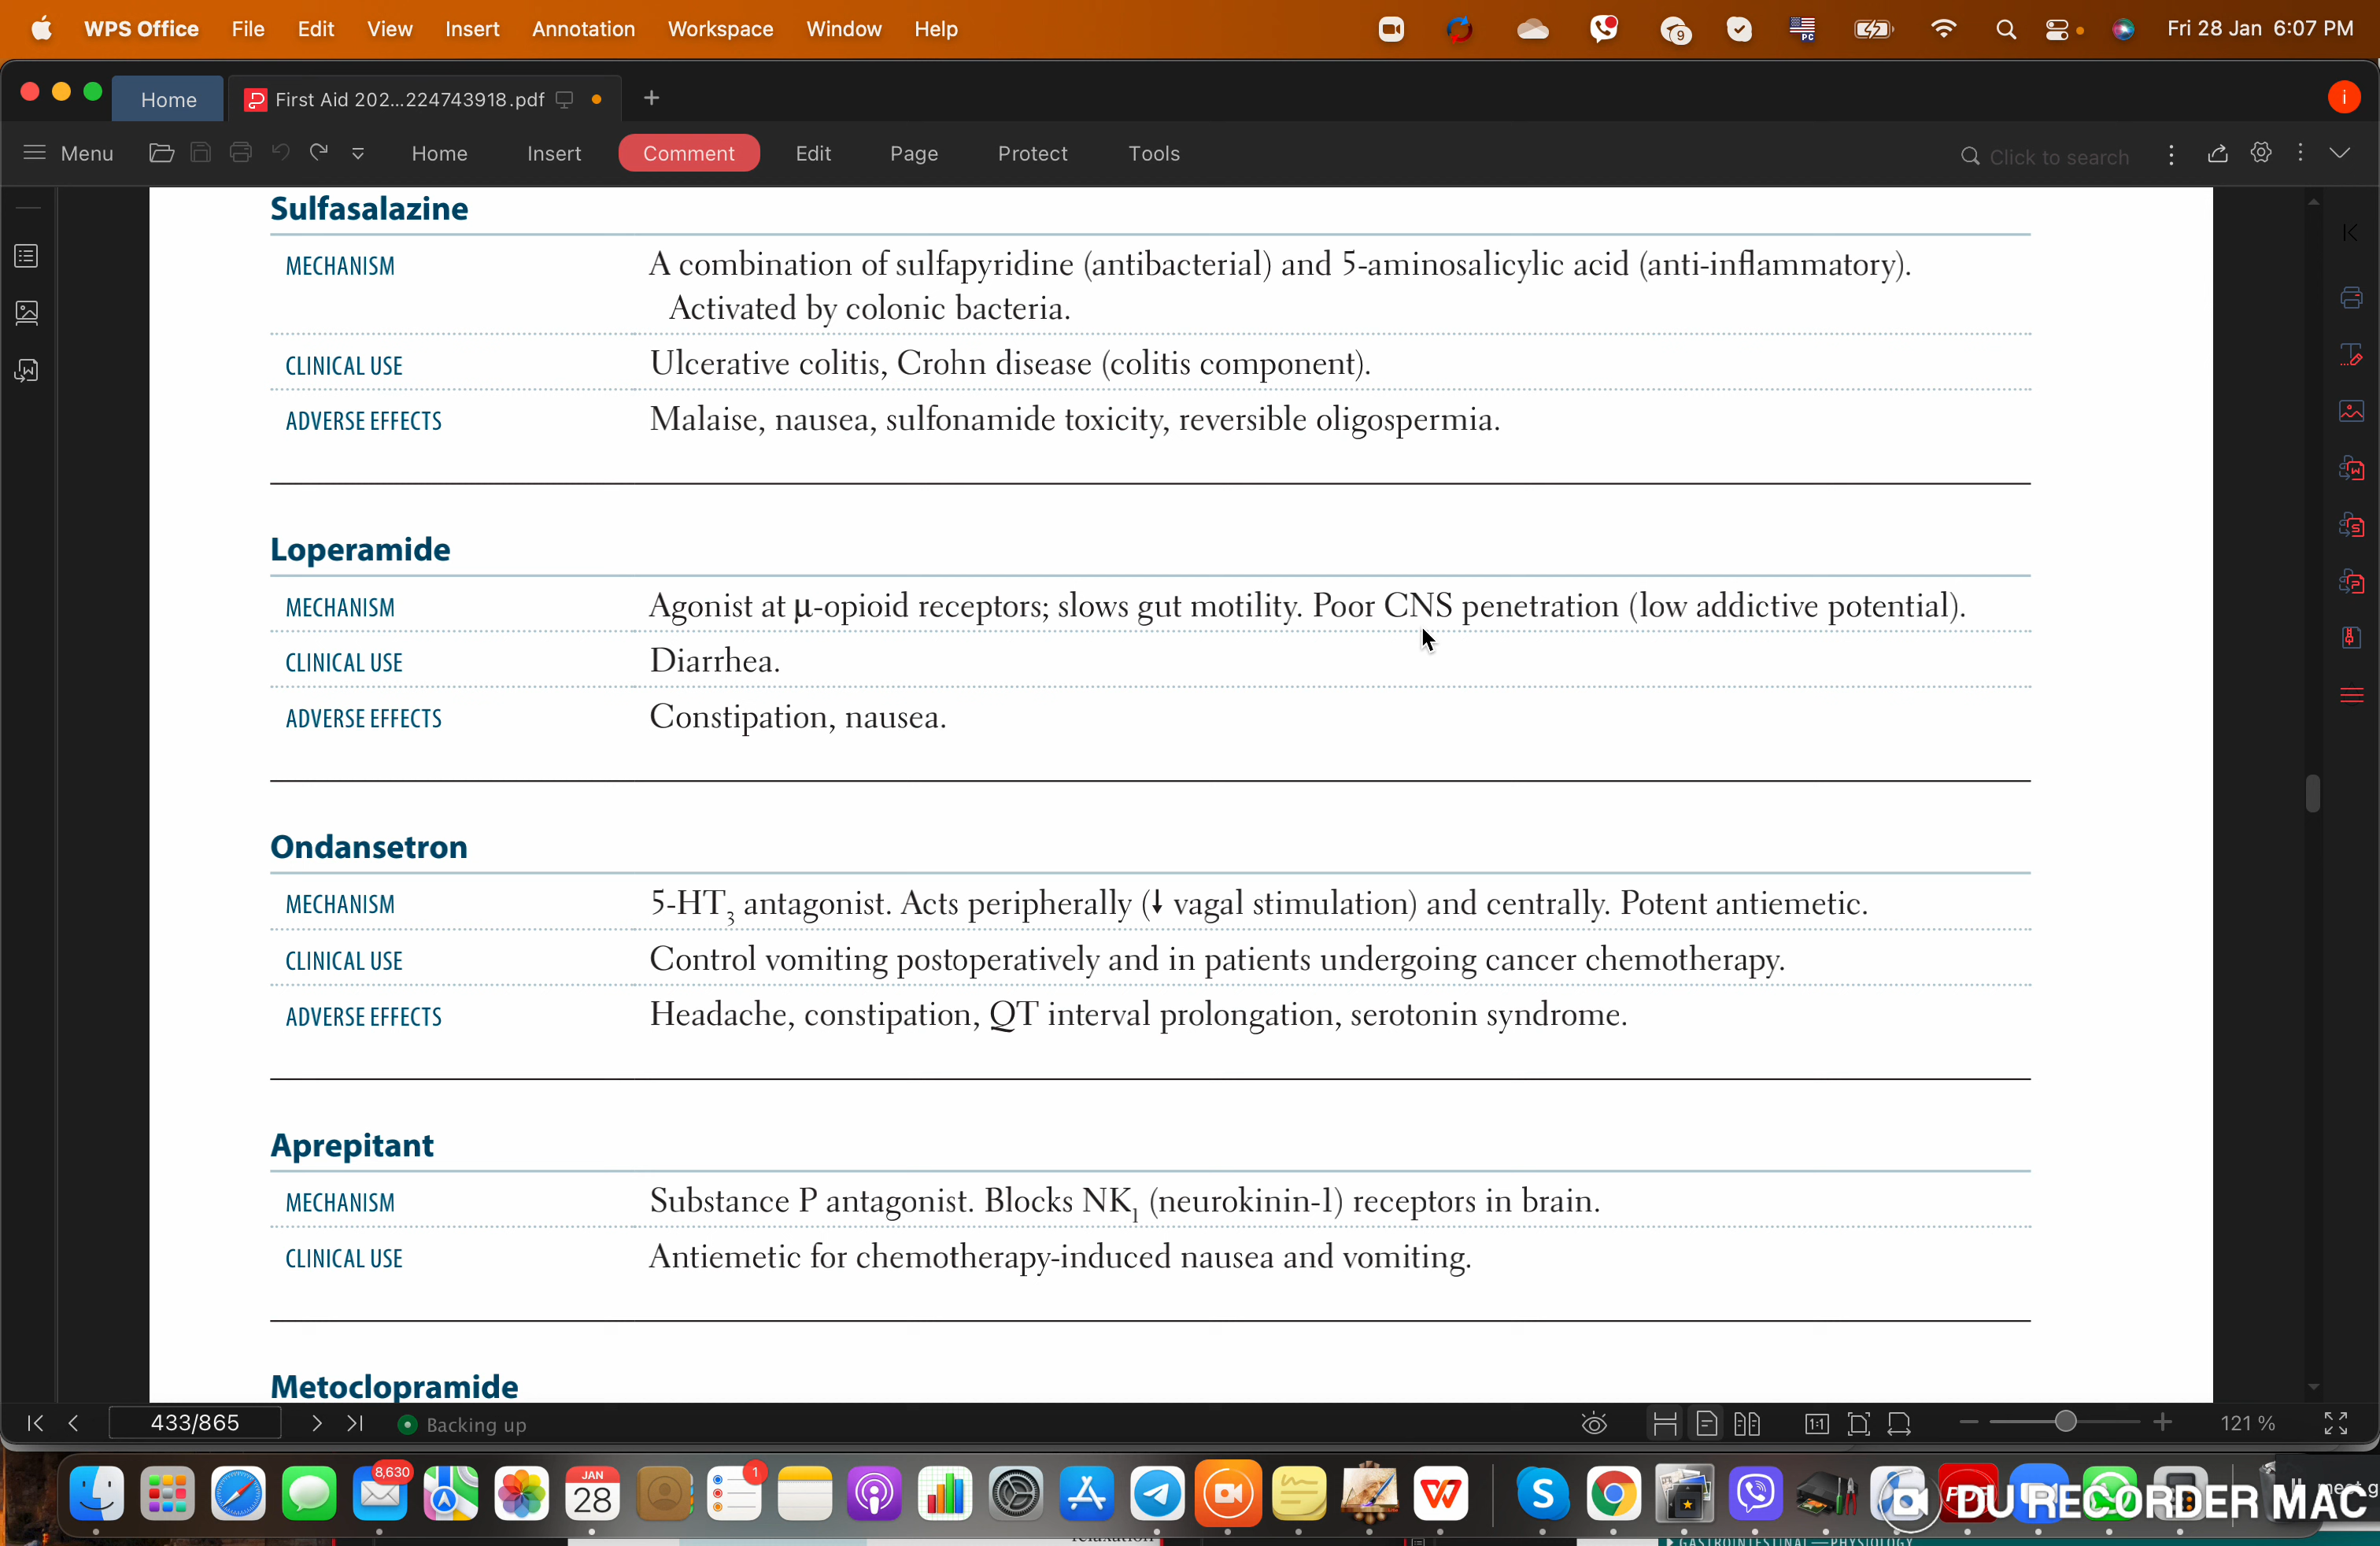 WPS Office File Edit View Insert Annotation Workspace Window Help 9 PC Fri 28 Jan 6:07 PM
Home First Aid 202...224743918.pdf + i
Menu Home Insert Comment Edit Page Protect Tools Click to search
Sulfasalazine
MECHANISM A combination of sulfapyridine (antibacterial) and 5-aminosalicylic acid (anti-inflammatory).
Activated by colonic bacteria.
CLINICAL USE Ulcerative colitis, Crohn disease (colitis component).
ADVERSE EFFECTS Malaise, nausea, sulfonamide toxicity, reversible oligospermia.
Loperamide
MECHANISM Agonist at μ-opioid receptors; slows gut motility. Poor CNS penetration (low addictive potential).
CLINICAL USE Diarrhea.
ADVERSE EFFECTS Constipation, nausea.
Ondansetron
MECHANISM 5-HT₃ antagonist. Acts peripherally (↓ vagal stimulation) and centrally. Potent antiemetic.
CLINICAL USE Control vomiting postoperatively and in patients undergoing cancer chemotherapy.
ADVERSE EFFECTS Headache, constipation, QT interval prolongation, serotonin syndrome.
Aprepitant
MECHANISM Substance P antagonist. Blocks NK₁ (neurokinin-1) receptors in brain.
CLINICAL USE Antiemetic for chemotherapy-induced nausea and vomiting.
Metoclopramide
433/865 Backing up 1:1 121 %
8,630 JAN 28 1
DU RECORDER MAC
relaxation GASTROINTESTINAL—PHYSIOLOGY